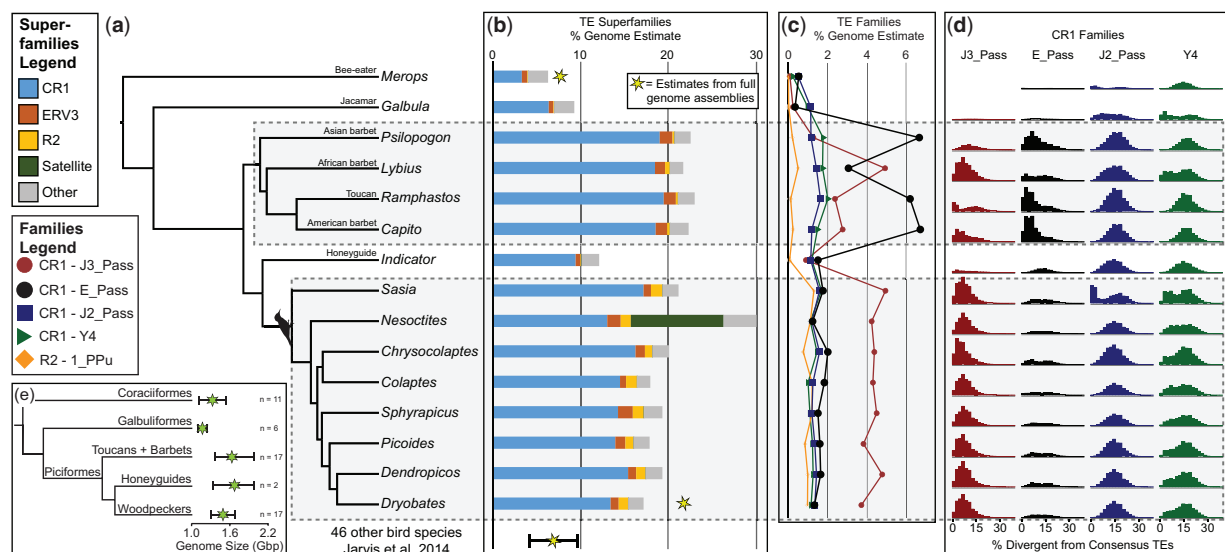 Super-
families
Legend
CR1
ERV3
R2
Satellite
Other
Families
Legend
CR1 - J3_Pass
CR1 - E_Pass
CR1 - J2_Pass
CR1 - Y4
R2 - 1_PPu
(a)
Bee-eater
Merops
Jacamar
Galbula
Asian barbet
Psilopogon
African barbet
Lybius
Toucan
Ramphastos
American barbet
Capito
Honeyguide
Indicator
Sasia
Nesoctites
Chrysocolaptes
Colaptes
Sphyrapicus
Picoides
Dendropicos
Dryobates
46 other bird species
Jarvis et al. 2014
(b)
TE Superfamilies
% Genome Estimate
0 10 20 30
= Estimates from full
genome assemblies
(c)
TE Families
% Genome Estimate
0 2 4 6
(d)
CR1 Families
J3_Pass E_Pass J2_Pass Y4
0 15 30 0 15 30 0 15 30 0 15 30
% Divergent from Consensus TEs
(e)
Coraciiformes n = 11
Galbuliformes n = 6
Toucans + Barbets n = 17
Piciformes
Honeyguides n = 2
Woodpeckers n = 17
1.0 1.6 2.2
Genome Size (Gbp)